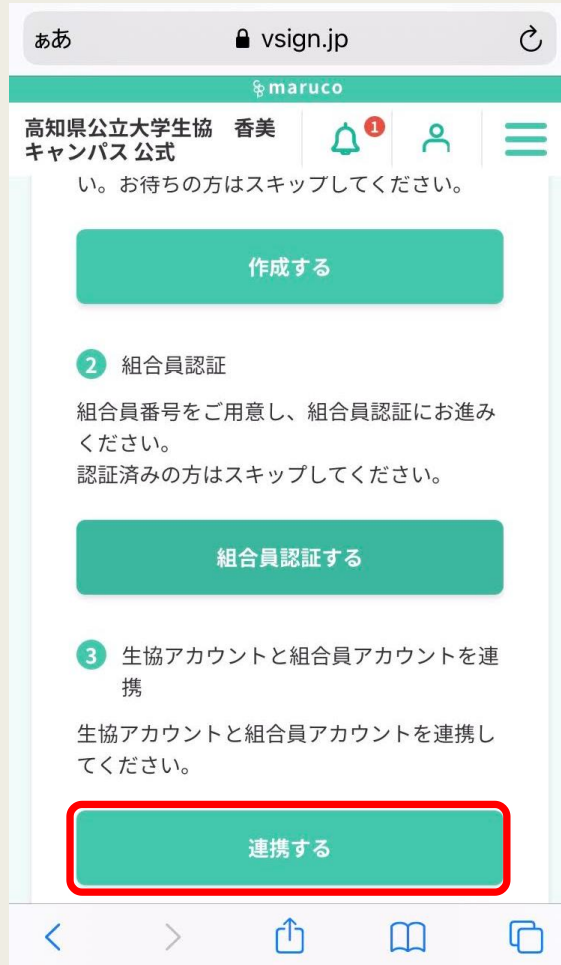 ぁあ
vsign.jp
maruco
高知県公立大学生協　香美
キャンパス 公式
1
い。お待ちの方はスキップしてください。
作成する
2 組合員認証
組合員番号をご用意し、組合員認証にお進み
ください。
認証済みの方はスキップしてください。
組合員認証する
3 生協アカウントと組合員アカウントを連
携
生協アカウントと組合員アカウントを連携し
てください。
連携する